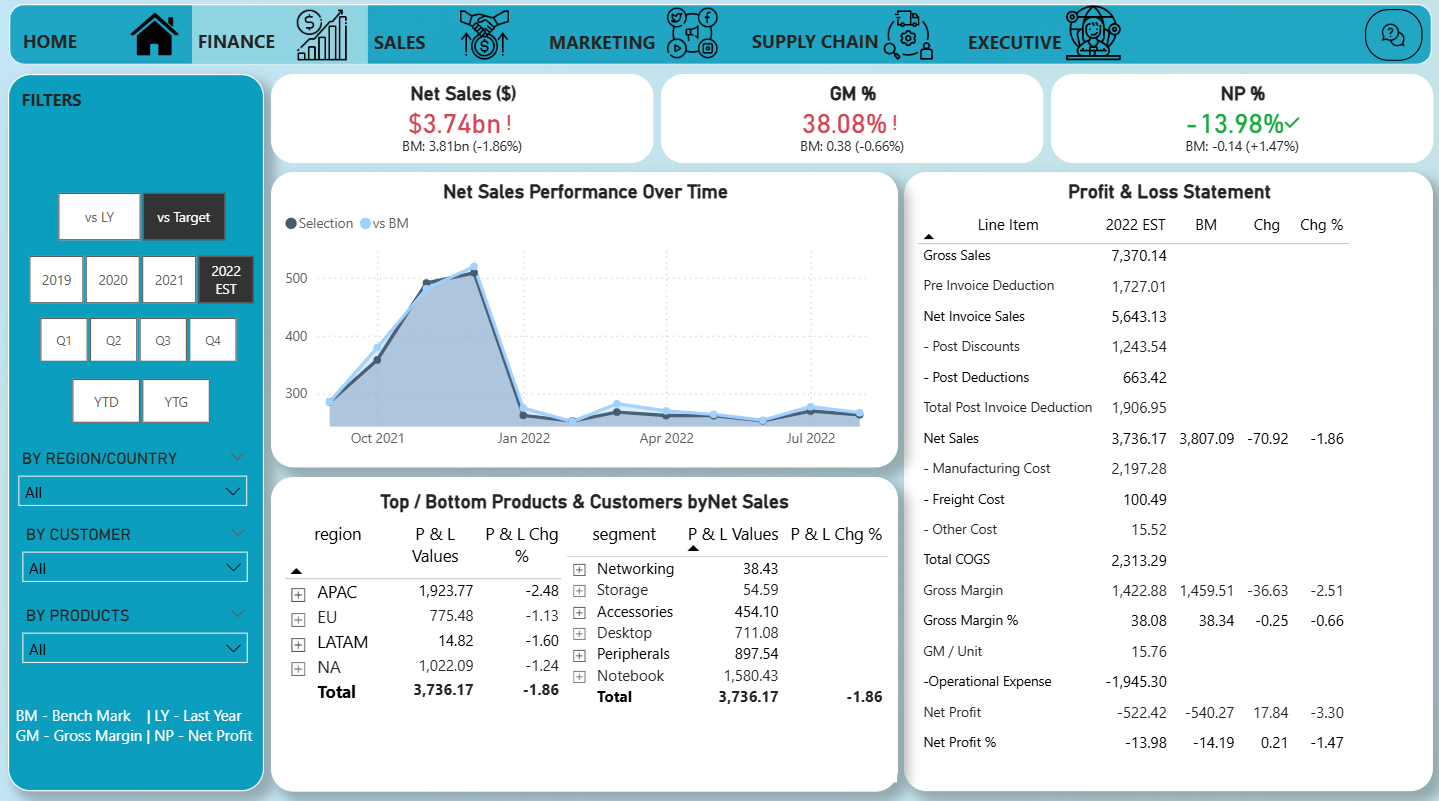 HOME FINANCE SALES MARKETING SUPPLY CHAIN EXECUTIVE
FILTERS
vs LY vs Target
2019 2020 2021 2022 EST
Q1 Q2 Q3 Q4
YTD YTG
BY REGION/COUNTRY
All
BY CUSTOMER
All
BY PRODUCTS
All
BM - Bench Mark | LY - Last Year
GM - Gross Margin | NP - Net Profit
Net Sales ($)
$3.74bn !
BM: 3.81bn (-1.86%)
GM %
38.08% !
BM: 0.38 (-0.66%)
NP %
-13.98%
BM: -0.14 (+1.47%)
Net Sales Performance Over Time
Selection vs BM
500
400
300
Oct 2021 Jan 2022 Apr 2022 Jul 2022
Top / Bottom Products & Customers byNet Sales
region P & L Values P & L Chg %
APAC 1,923.77 -2.48
EU 775.48 -1.13
LATAM 14.82 -1.60
NA 1,022.09 -1.24
Total 3,736.17 -1.86
segment P & L Values P & L Chg %
Networking 38.43
Storage 54.59
Accessories 454.10
Desktop 711.08
Peripherals 897.54
Notebook 1,580.43
Total 3,736.17 -1.86
Profit & Loss Statement
Line Item 2022 EST BM Chg Chg %
Gross Sales 7,370.14
Pre Invoice Deduction 1,727.01
Net Invoice Sales 5,643.13
- Post Discounts 1,243.54
- Post Deductions 663.42
Total Post Invoice Deduction 1,906.95
Net Sales 3,736.17 3,807.09 -70.92 -1.86
- Manufacturing Cost 2,197.28
- Freight Cost 100.49
- Other Cost 15.52
Total COGS 2,313.29
Gross Margin 1,422.88 1,459.51 -36.63 -2.51
Gross Margin % 38.08 38.34 -0.25 -0.66
GM / Unit 15.76
-Operational Expense -1,945.30
Net Profit -522.42 -540.27 17.84 -3.30
Net Profit % -13.98 -14.19 0.21 -1.47